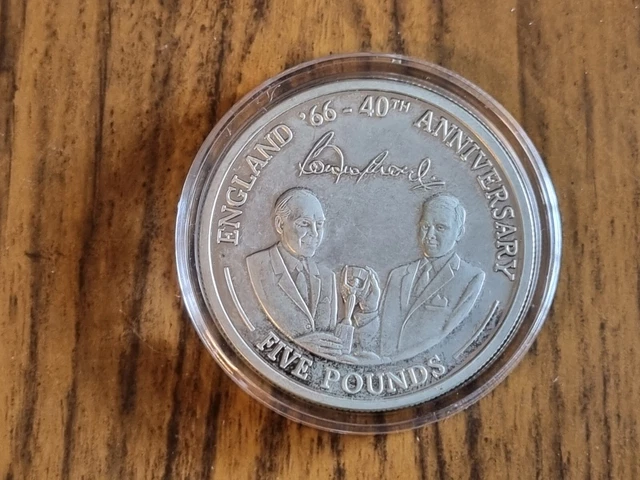 ENGLAND '66 - 40TH ANNIVERSARY
FIVE POUNDS